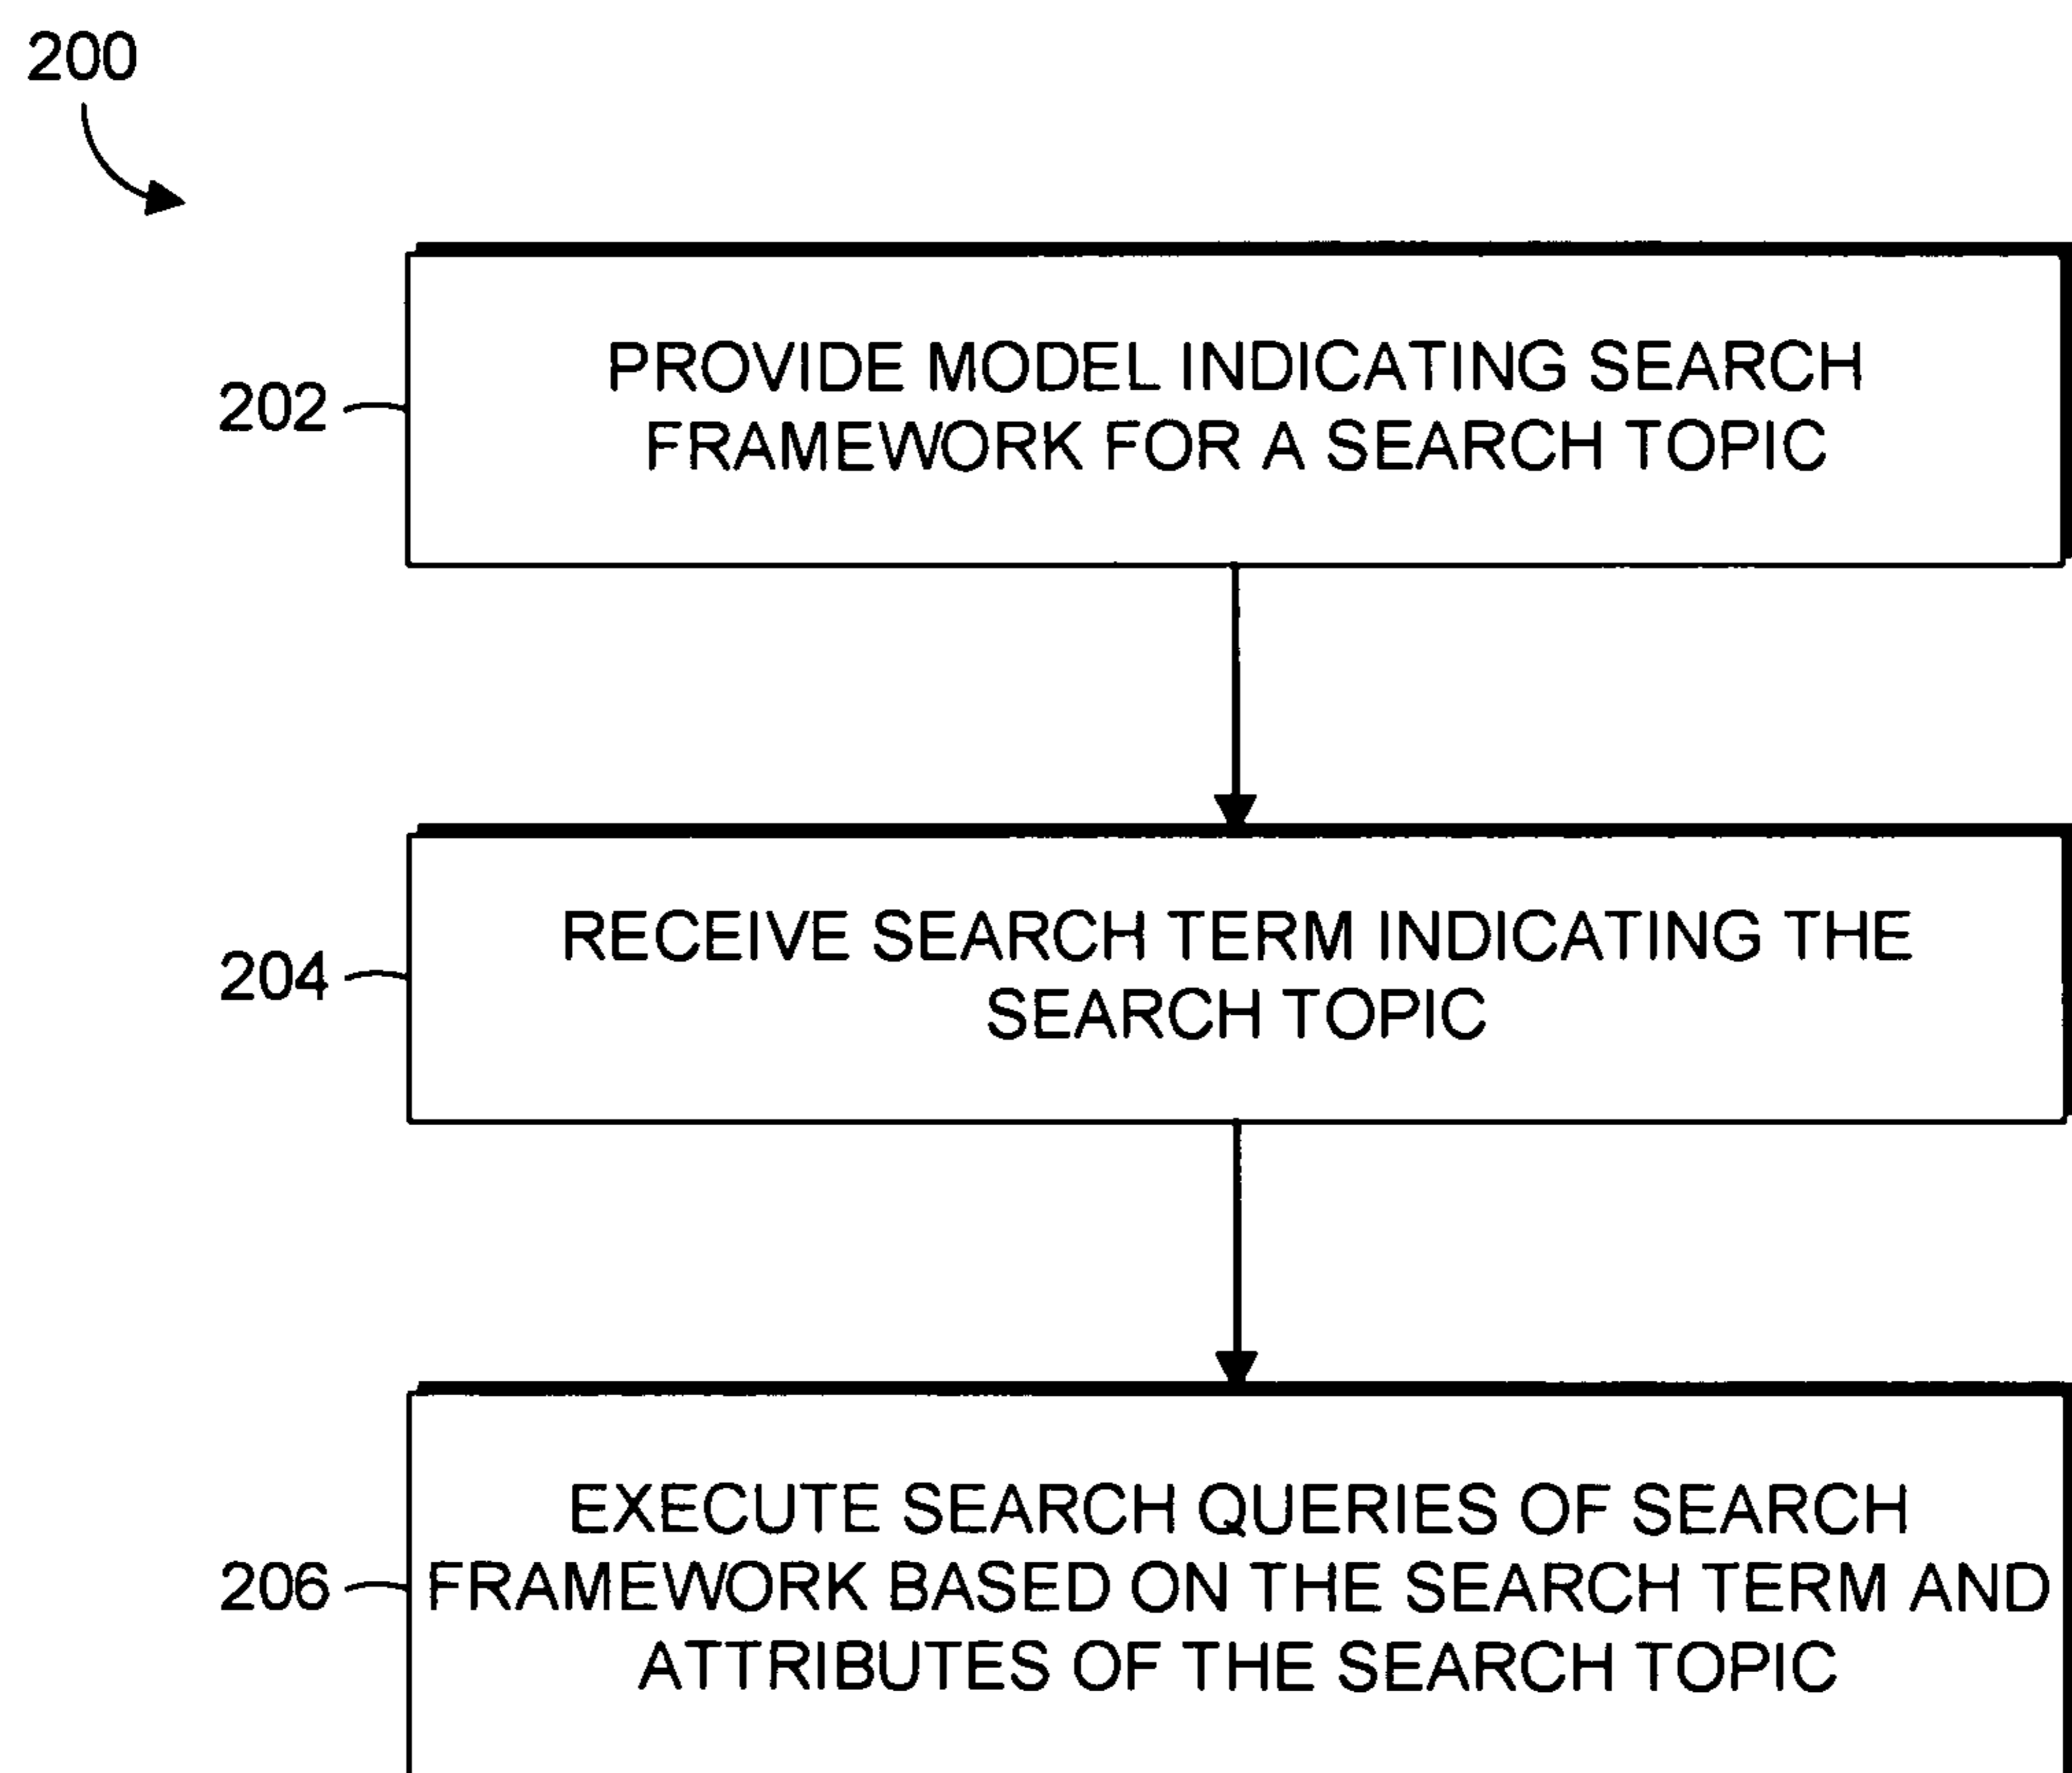 200
202
PROVIDE MODEL INDICATING SEARCH
FRAMEWORK FOR A SEARCH TOPIC
204
RECEIVE SEARCH TERM INDICATING THE
SEARCH TOPIC
206
EXECUTE SEARCH QUERIES OF SEARCH
FRAMEWORK BASED ON THE SEARCH TERM AND
ATTRIBUTES OF THE SEARCH TOPIC